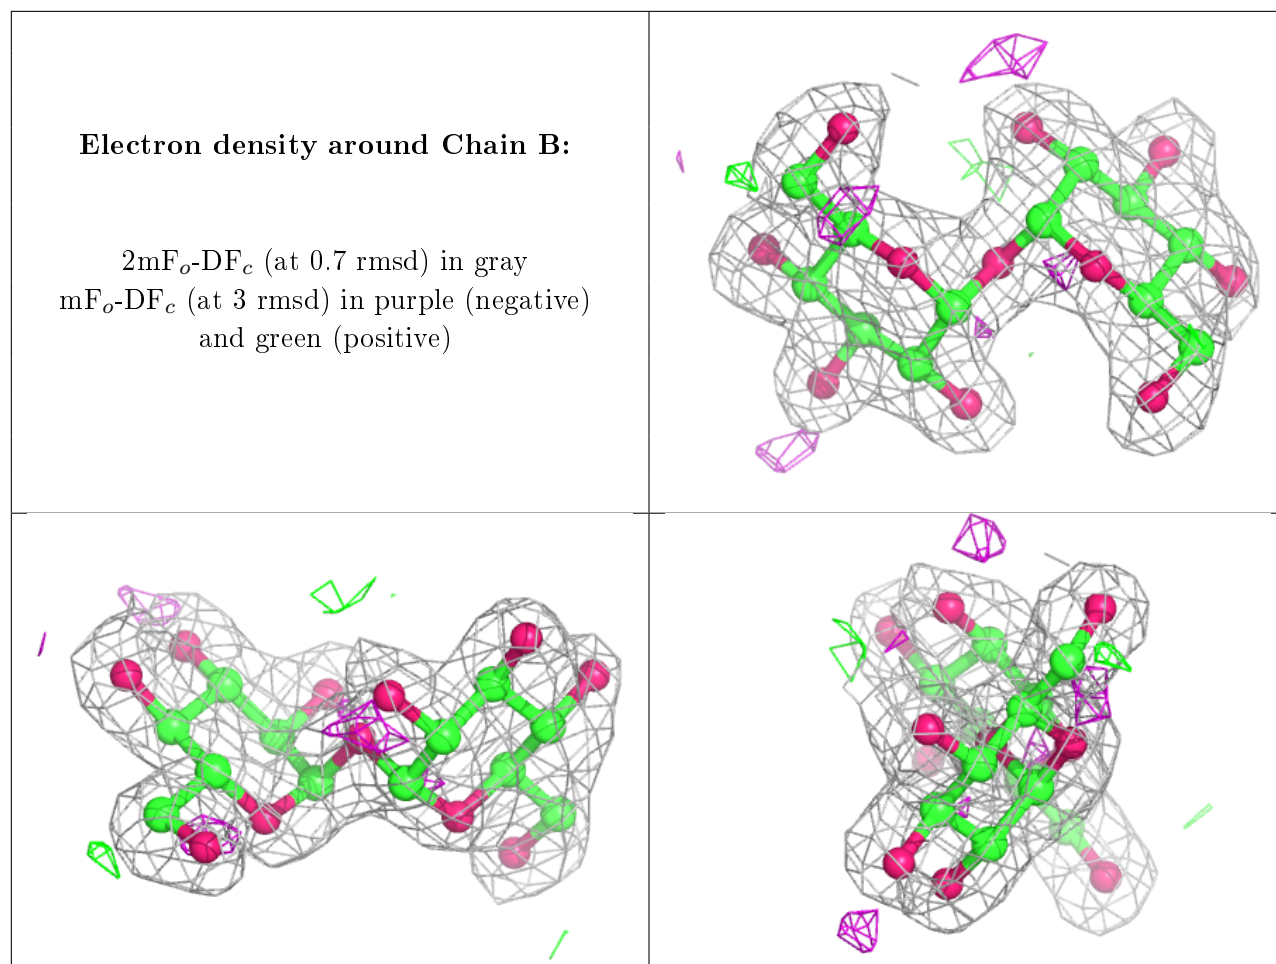 Electron density around Chain B:
2mFₒ-DF𝒸 (at 0.7 rmsd) in gray
mFₒ-DF𝒸 (at 3 rmsd) in purple (negative)
and green (positive)